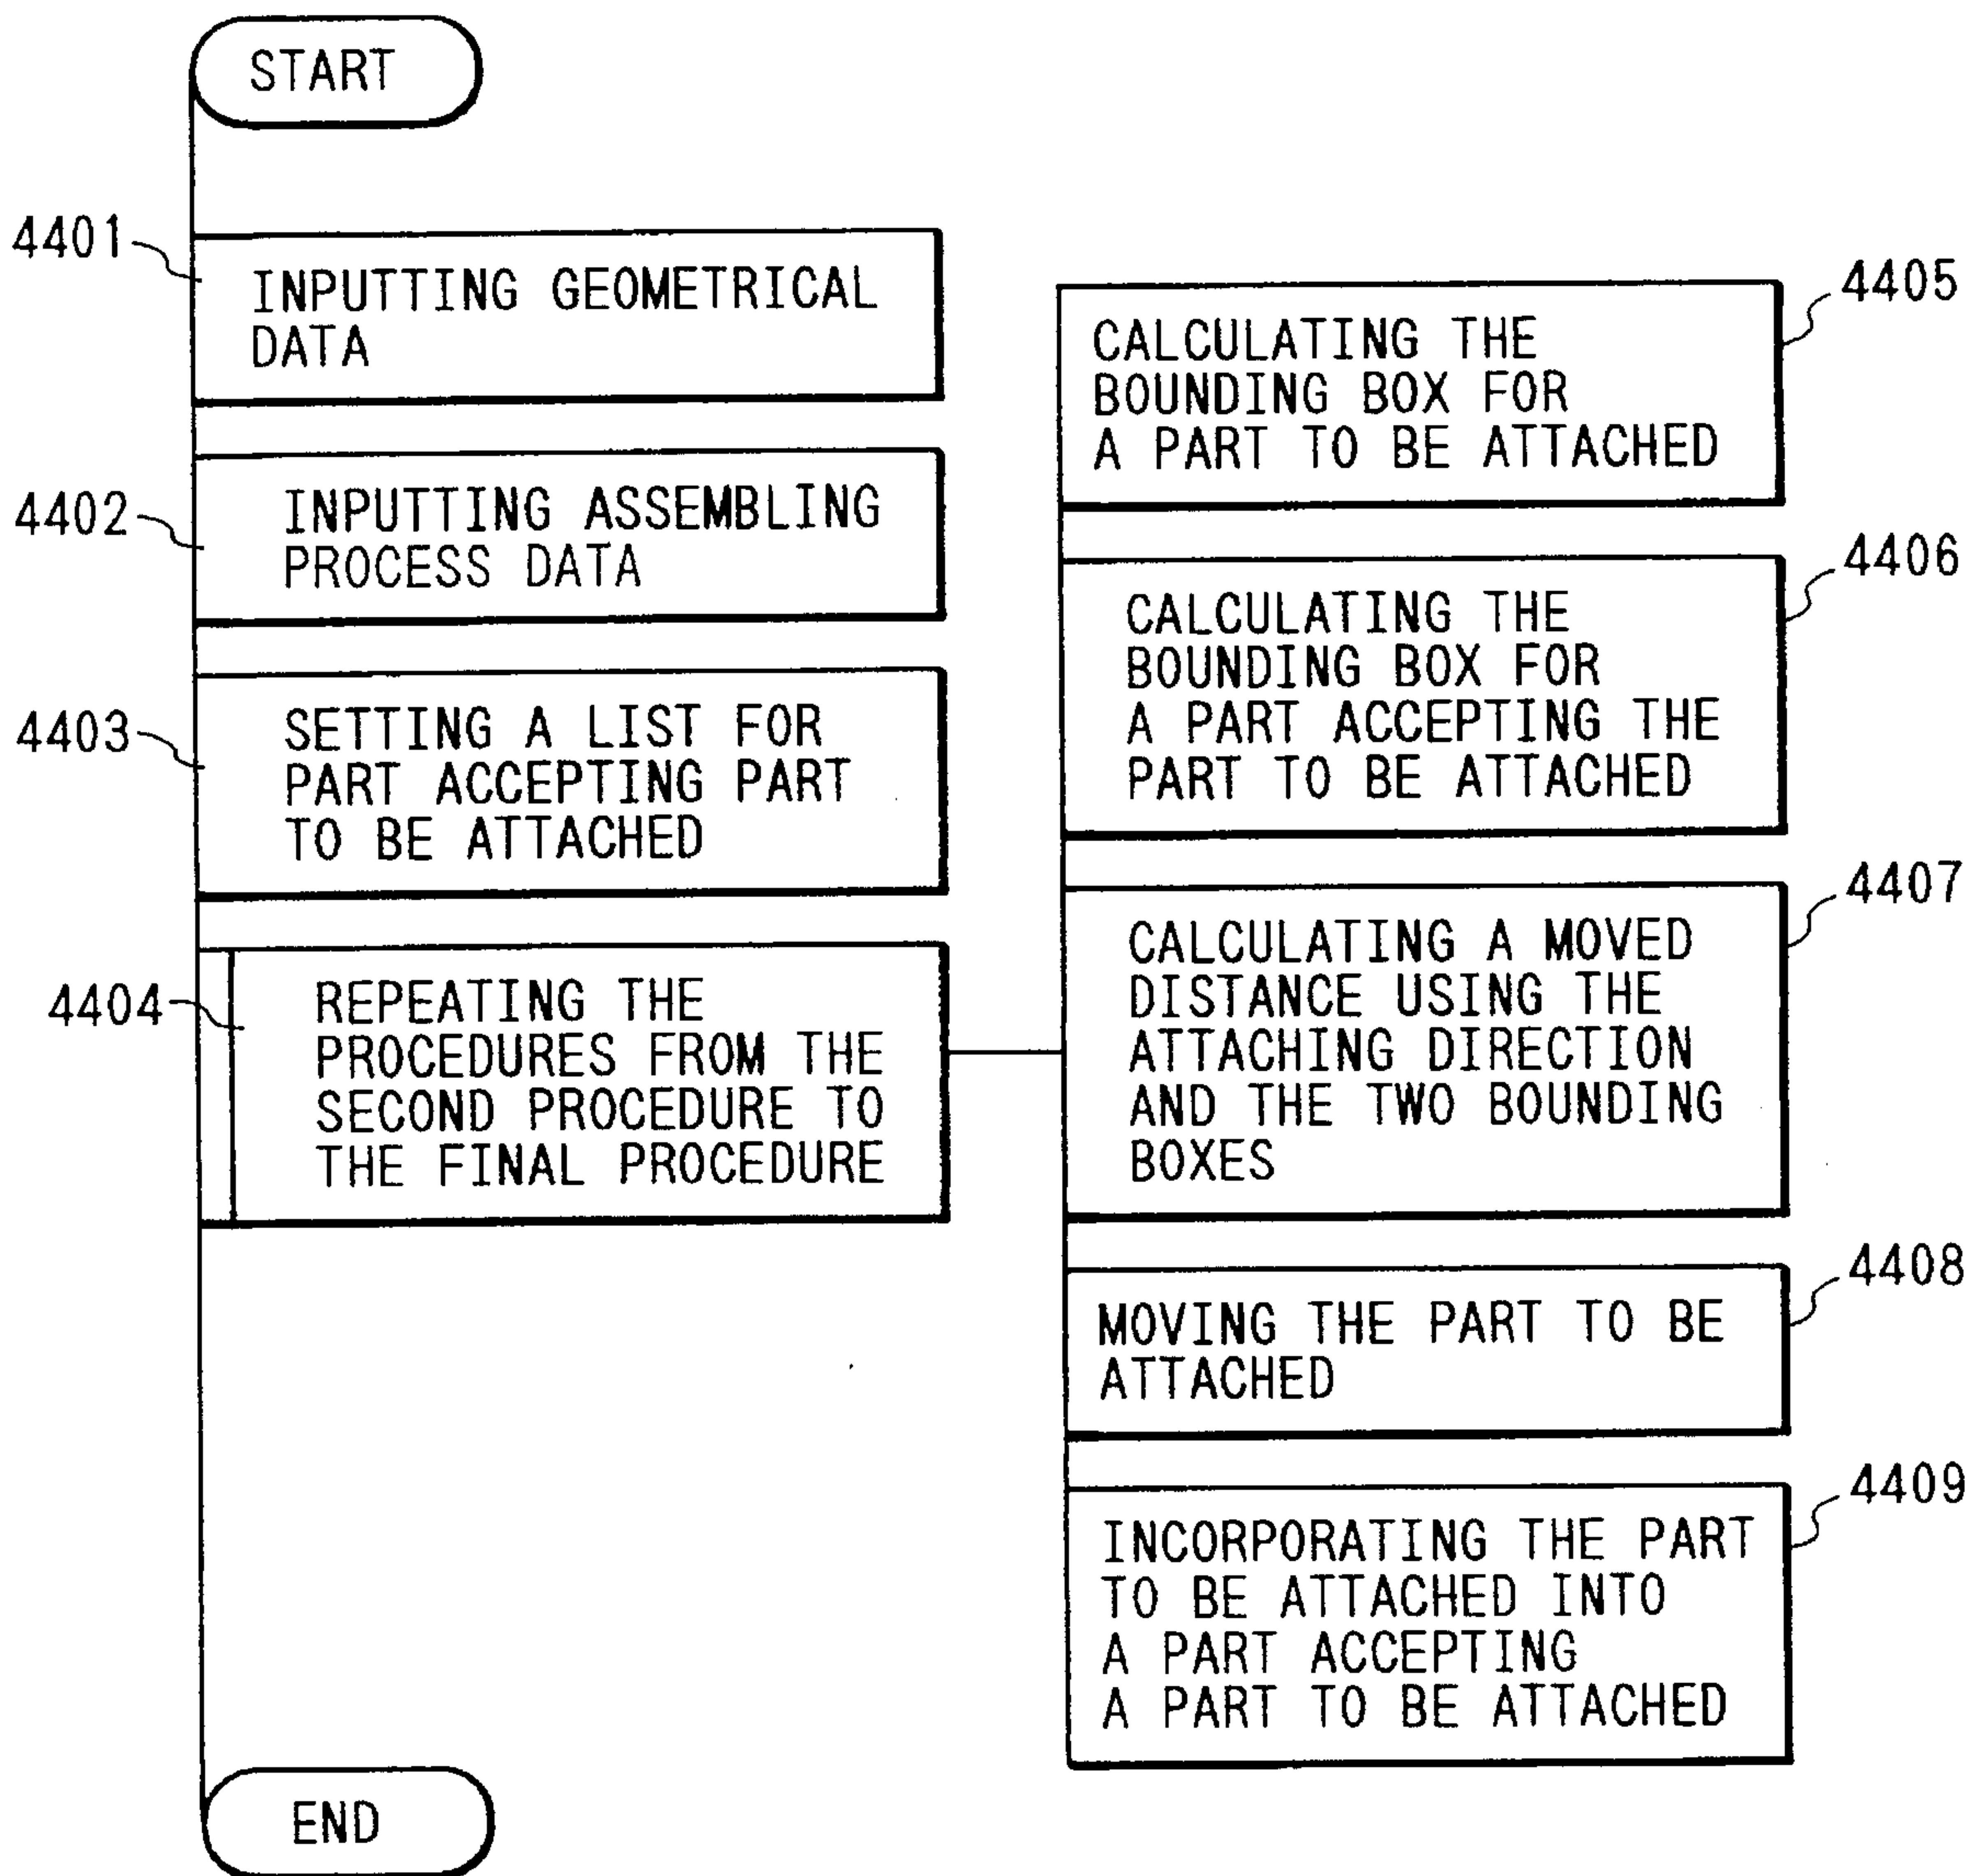 START
4401
INPUTTING GEOMETRICAL
DATA
4402
INPUTTING ASSEMBLING
PROCESS DATA
4403
SETTING A LIST FOR
PART ACCEPTING PART
TO BE ATTACHED
4404
REPEATING THE
PROCEDURES FROM THE
SECOND PROCEDURE TO
THE FINAL PROCEDURE
END
4405
CALCULATING THE
BOUNDING BOX FOR
A PART TO BE ATTACHED
4406
CALCULATING THE
BOUNDING BOX FOR
A PART ACCEPTING THE
PART TO BE ATTACHED
4407
CALCULATING A MOVED
DISTANCE USING THE
ATTACHING DIRECTION
AND THE TWO BOUNDING
BOXES
4408
MOVING THE PART TO BE
ATTACHED
4409
INCORPORATING THE PART
TO BE ATTACHED INTO
A PART ACCEPTING
A PART TO BE ATTACHED